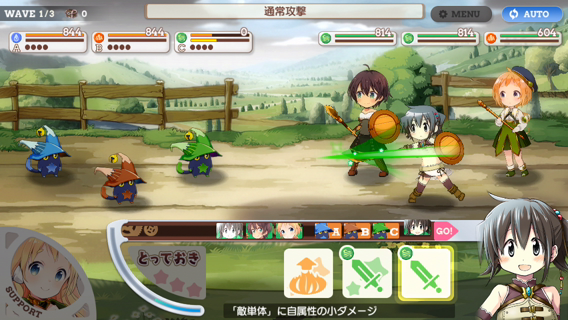 WAVE 1/3
0
通常攻撃
MENU
AUTO
844
844
0
814
814
604
A
B
C
A
B
C
GO!
とっておき
SUPPORT
「敵単体」に自属性の小ダメージ